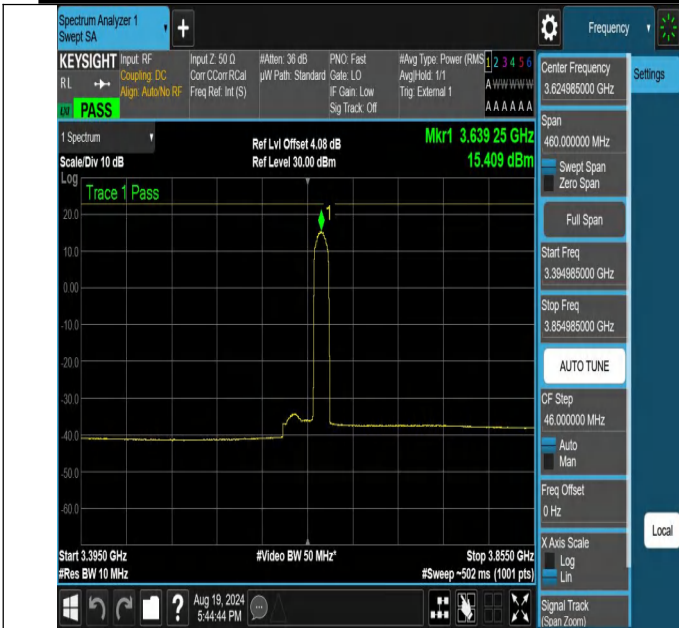 Spectrum Analyzer 1
Swept SA
+
Frequency
KEYSIGHT
RL
PASS
Input: RF
Coupling: DC
Align: Auto/No RF
Input Z: 50 Ω
Corr CCorr RCal
Freq Ref: Int (S)
#Atten: 36 dB
µW Path: Standard
PNO: Fast
Gate: LO
IF Gain: Low
Sig Track: Off
#Avg Type: Power (RMS
Avg|Hold: 1/1
Trig: External 1
1 2 3 4 5 6
A W W W W W
A A A A A A
Center Frequency
3.624985000 GHz
Settings
Span
460.000000 MHz
Swept Span
Zero Span
Full Span
Start Freq
3.394985000 GHz
Stop Freq
3.854985000 GHz
AUTO TUNE
CF Step
46.000000 MHz
Auto
Man
Freq Offset
0 Hz
X Axis Scale
Log
Lin
Signal Track
(Span Zoom)
Local
1 Spectrum
Scale/Div 10 dB
Log
Ref Lvl Offset 4.08 dB
Ref Level 30.00 dBm
Mkr1 3.639 25 GHz
15.409 dBm
Trace 1 Pass
1
20.0
10.0
0.00
-10.0
-20.0
-30.0
-40.0
-50.0
-60.0
Start 3.3950 GHz
#Res BW 10 MHz
#Video BW 50 MHz*
Stop 3.8550 GHz
#Sweep ~502 ms (1001 pts)
?
Aug 19, 2024
5:44:44 PM